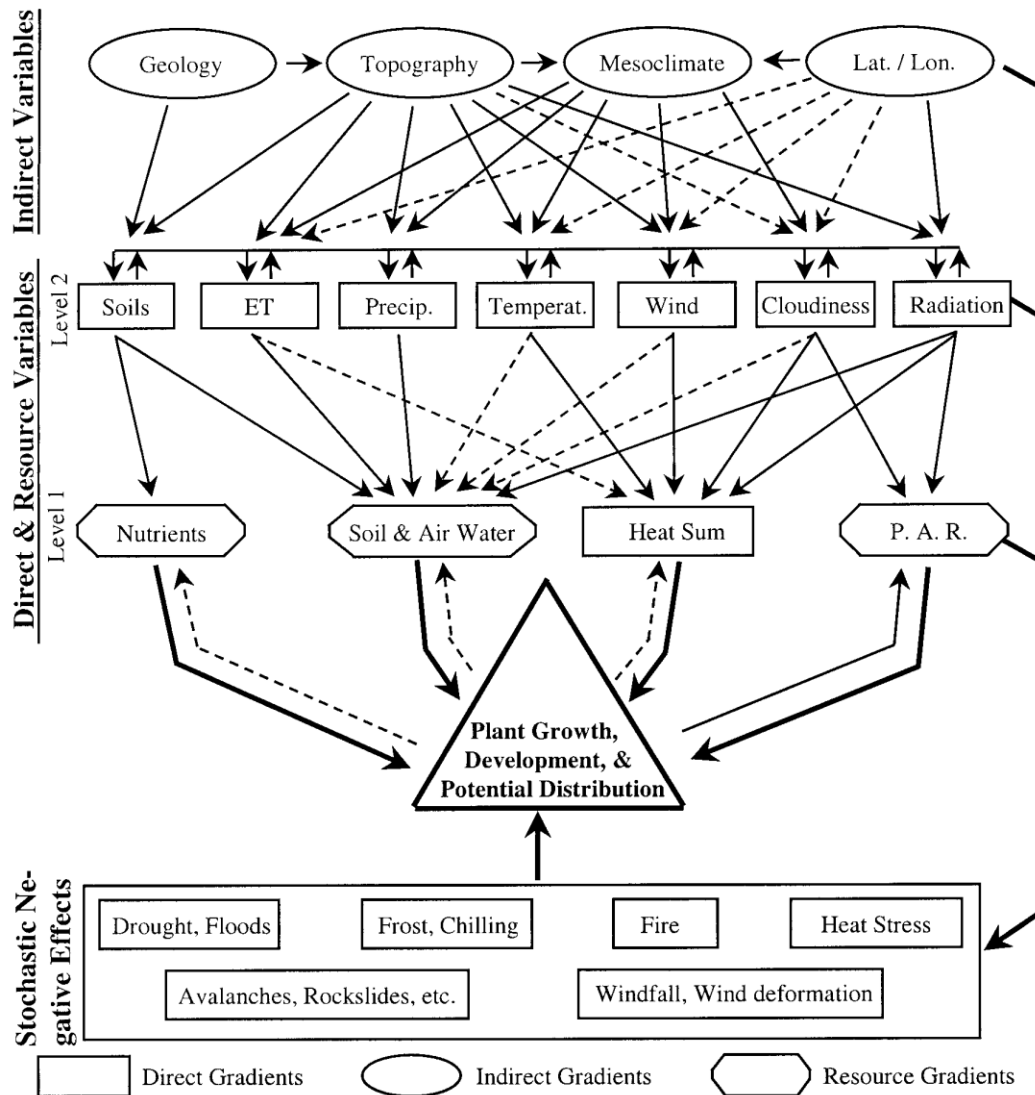 Indirect Variables
Geology
Topography
Mesoclimate
Lat. / Lon.
Direct & Resource Variables
Level 2
Soils
ET
Precip.
Temperat.
Wind
Cloudiness
Radiation
Level 1
Nutrients
Soil & Air Water
Heat Sum
P. A. R.
Plant Growth,
Development, &
Potential Distribution
Stochastic Ne-
gative Effects
Drought, Floods
Frost, Chilling
Fire
Heat Stress
Avalanches, Rockslides, etc.
Windfall, Wind deformation
Direct Gradients
Indirect Gradients
Resource Gradients